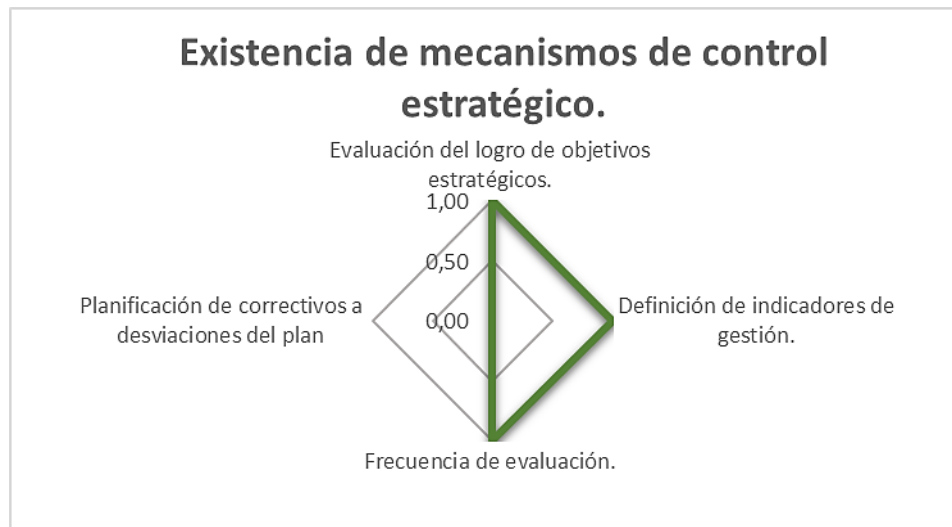 Existencia de mecanismos de control
estratégico.
Evaluación del logro de objetivos
estratégicos.
1,00
0,50
0,00
Planificación de correctivos a
desviaciones del plan
Definición de indicadores de
gestión.
Frecuencia de evaluación.